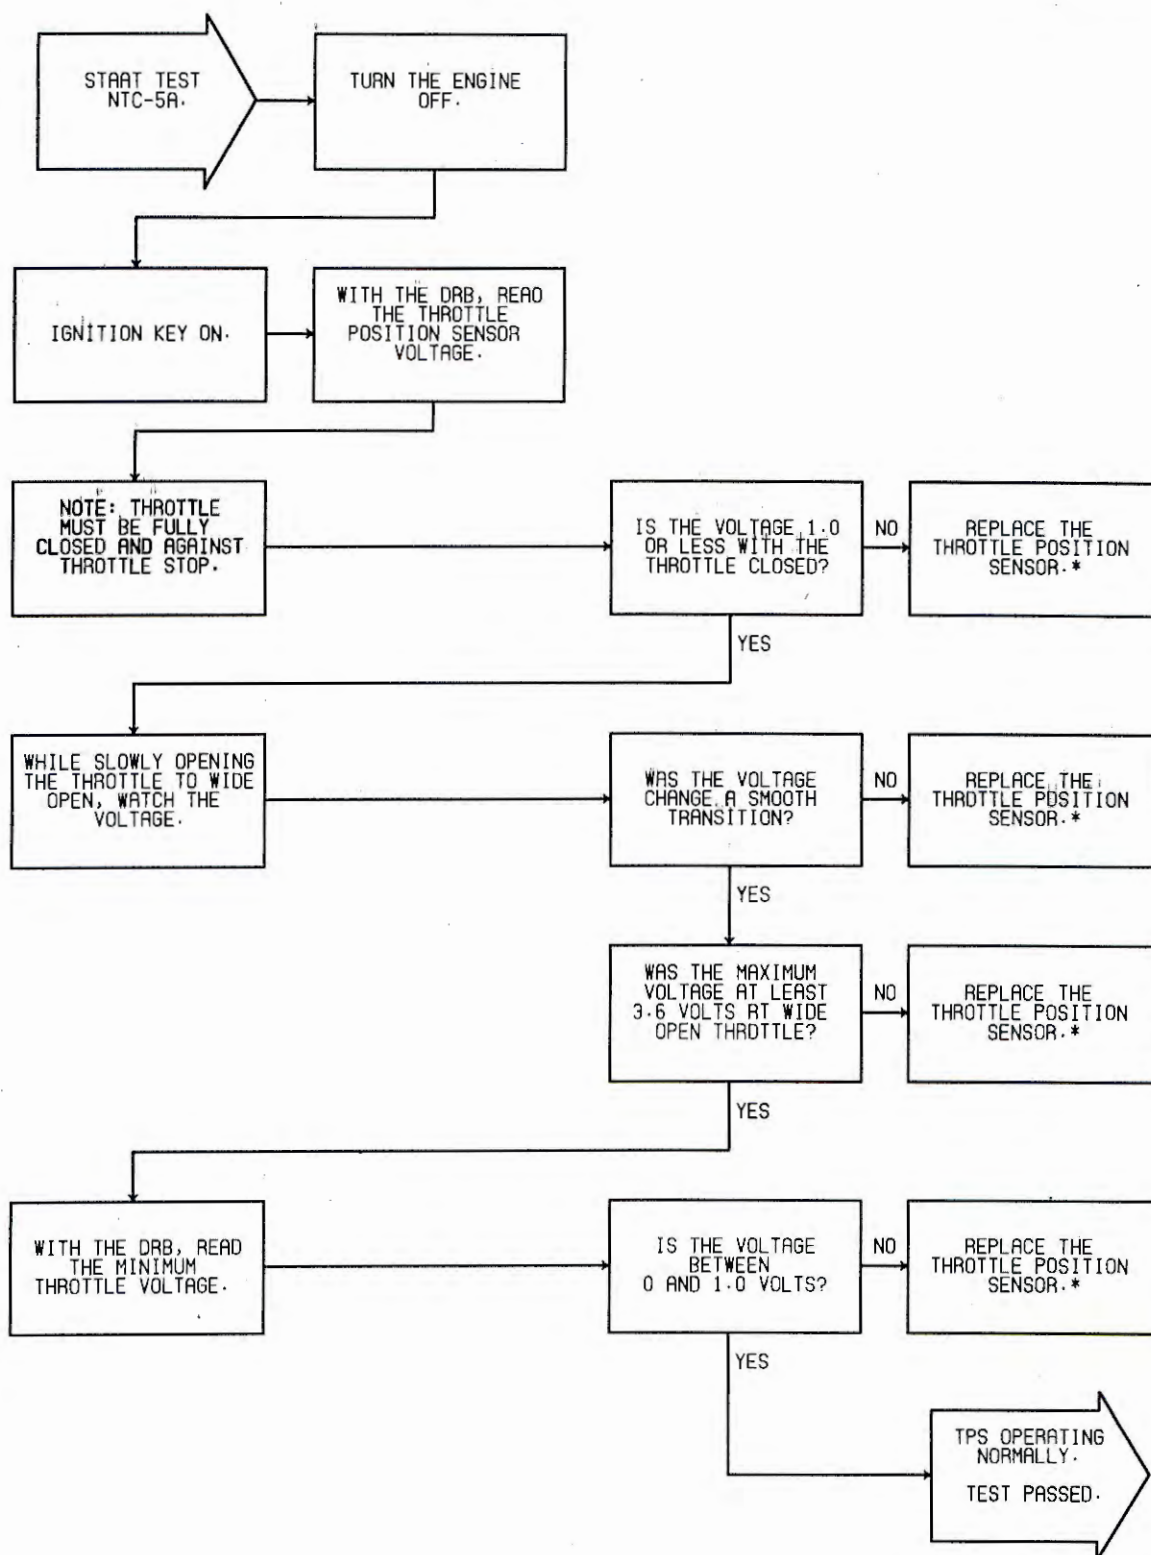 START TEST
NTC-5A.
TURN THE ENGINE
OFF.
IGNITION KEY ON.
WITH THE DRB, READ
THE THROTTLE
POSITION SENSOR
VOLTAGE.
NOTE: THROTTLE
MUST BE FULLY
CLOSED AND AGAINST
THROTTLE STOP.
IS THE VOLTAGE 1.0
OR LESS WITH THE
THROTTLE CLOSED?
NO
REPLACE THE
THROTTLE POSITION
SENSOR.*
YES
WHILE SLOWLY OPENING
THE THROTTLE TO WIDE
OPEN, WATCH THE
VOLTAGE.
WAS THE VOLTAGE
CHANGE A SMOOTH
TRANSITION?
NO
REPLACE THE
THROTTLE POSITION
SENSOR.*
YES
WAS THE MAXIMUM
VOLTAGE AT LEAST
3.6 VOLTS AT WIDE
OPEN THROTTLE?
NO
REPLACE THE
THROTTLE POSITION
SENSOR.*
YES
WITH THE DRB, READ
THE MINIMUM
THROTTLE VOLTAGE.
IS THE VOLTAGE
BETWEEN
0 AND 1.0 VOLTS?
NO
REPLACE THE
THROTTLE POSITION
SENSOR.*
YES
TPS OPERATING
NORMALLY.
TEST PASSED.